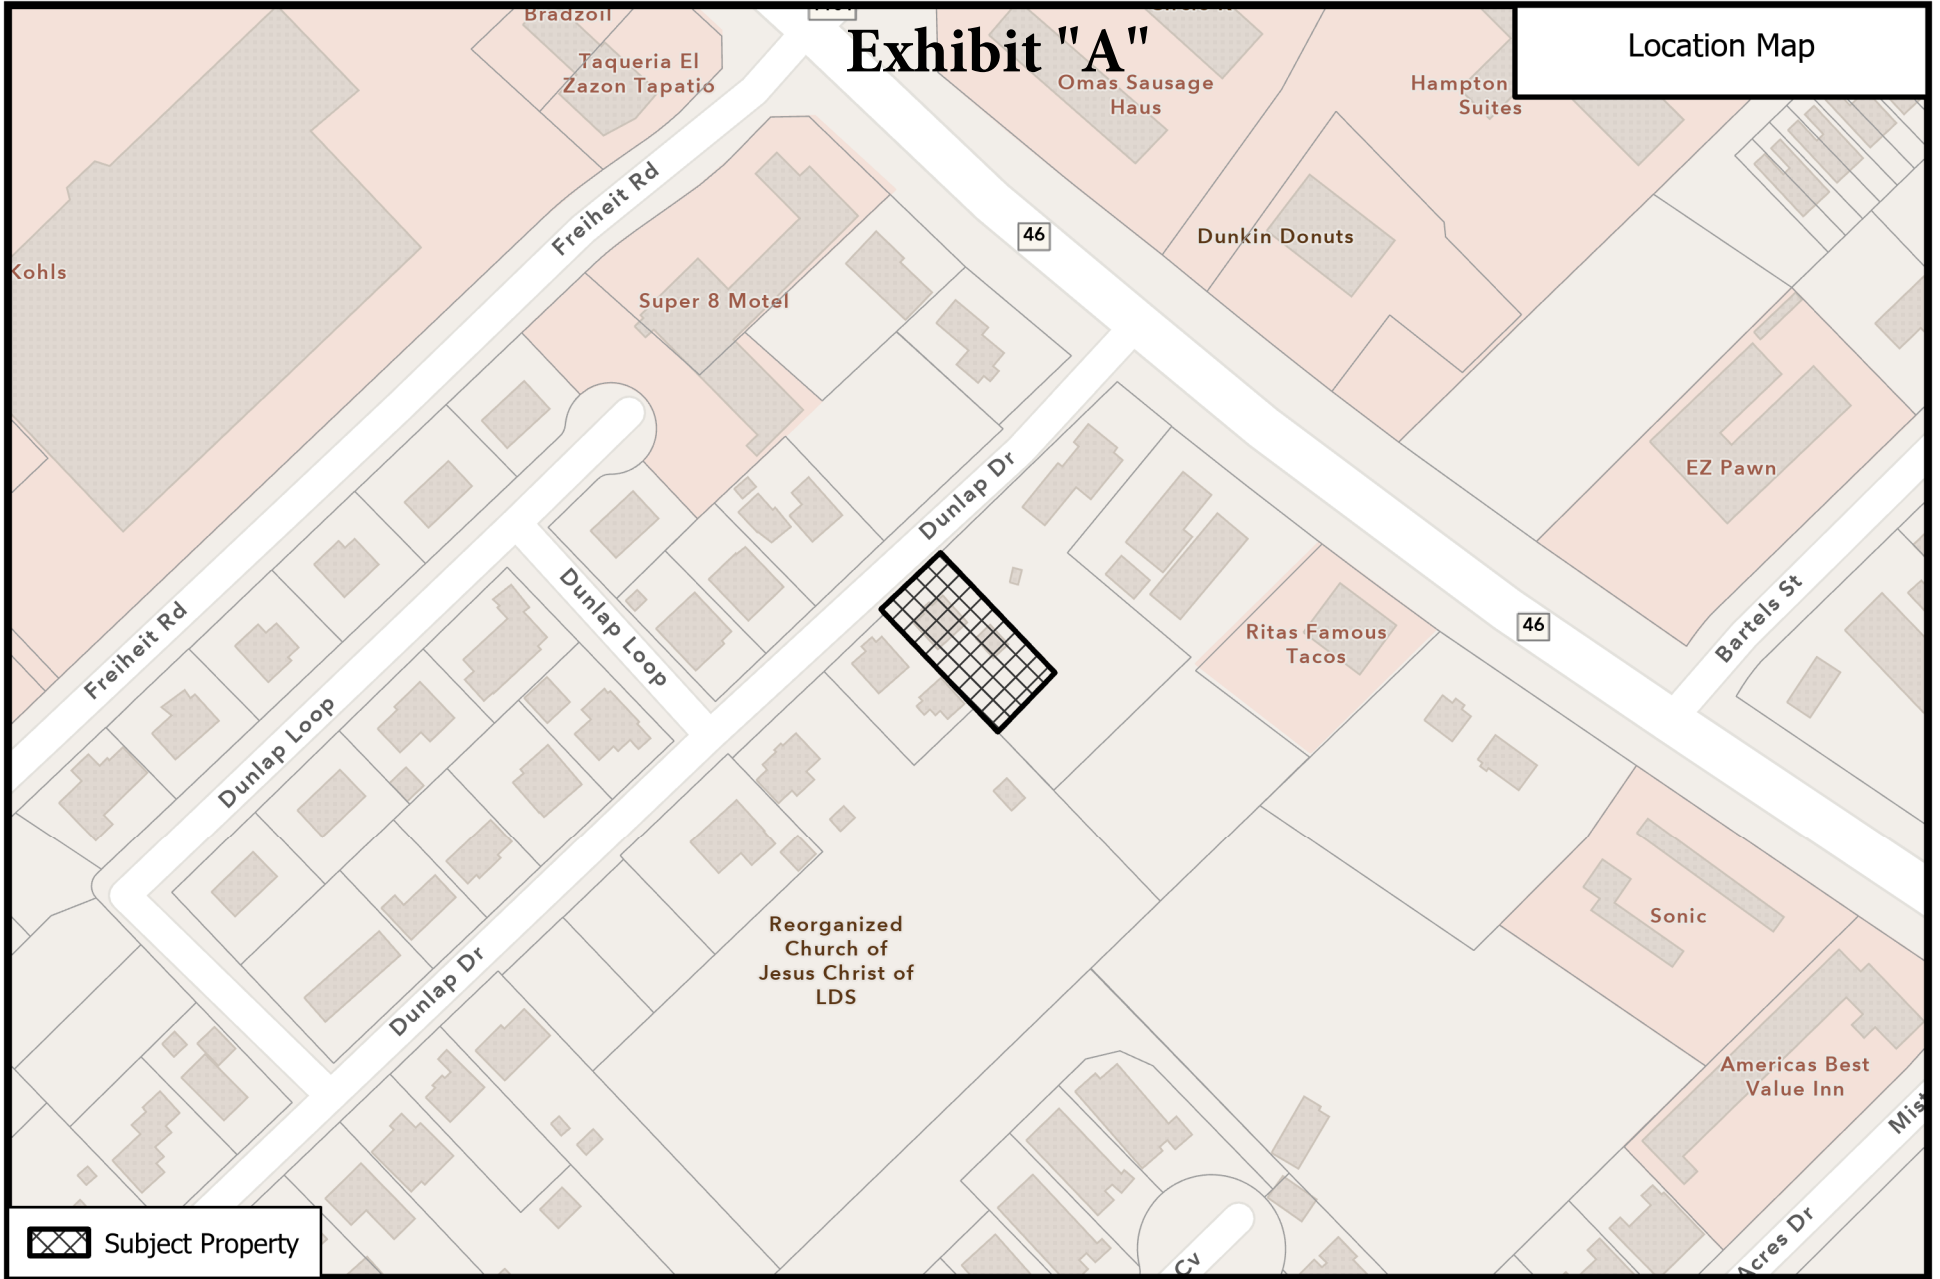 Exhibit "A"
Location Map
Bradzoil
Taqueria El
Zazon Tapatio
Omas Sausage
Haus
Hampton
Suites
Freiheit Rd
46
Dunkin Donuts
Kohls
Super 8 Motel
Dunlap Dr
EZ Pawn
Freiheit Rd
Dunlap Loop
Ritas Famous
Tacos
46
Bartels St
Dunlap Loop
Sonic
Reorganized
Church of
Jesus Christ of
LDS
Dunlap Dr
Americas Best
Value Inn
Mist
Acres Dr
Cv
Subject Property